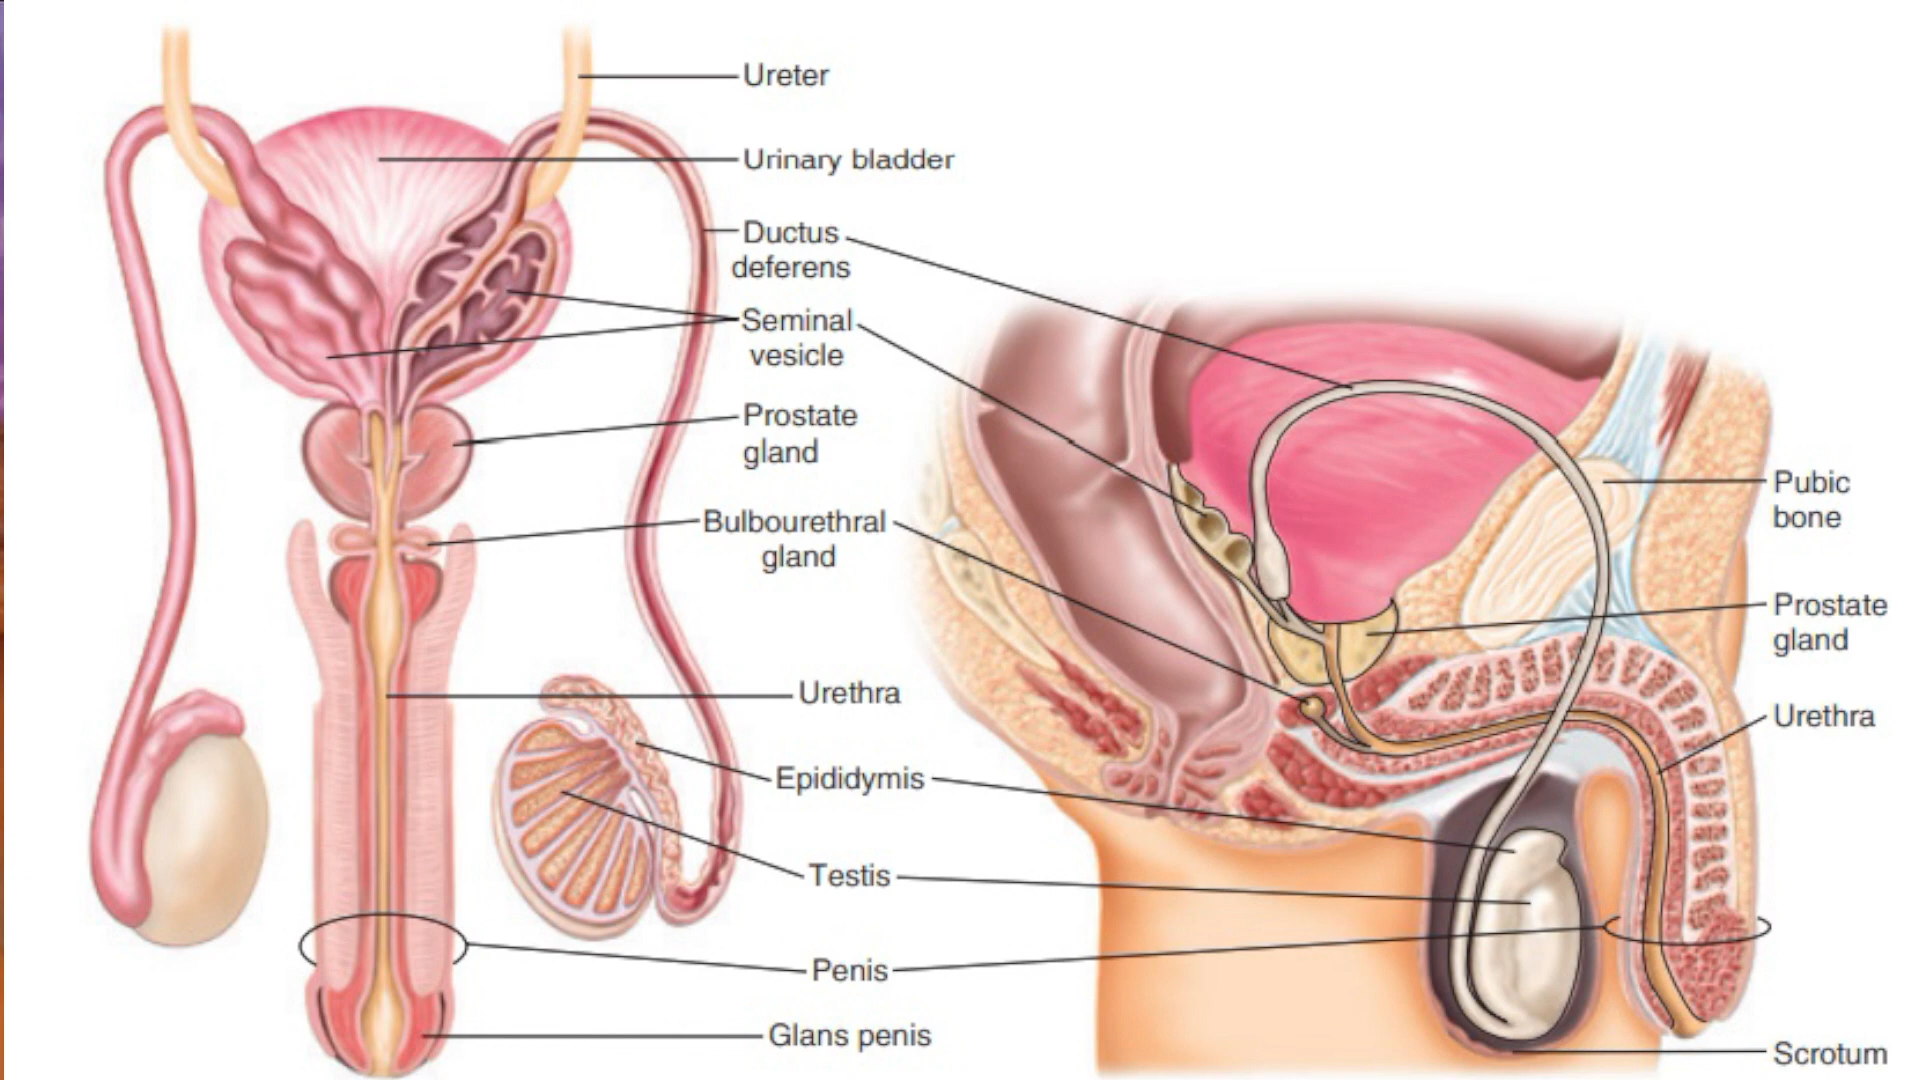 Ureter
Urinary bladder
Ductus
deferens
Seminal
vesicle
Prostate
gland
Bulbourethral
gland
Urethra
Epididymis
Testis
Penis
Glans penis
Pubic
bone
Prostate
gland
Urethra
Scrotum